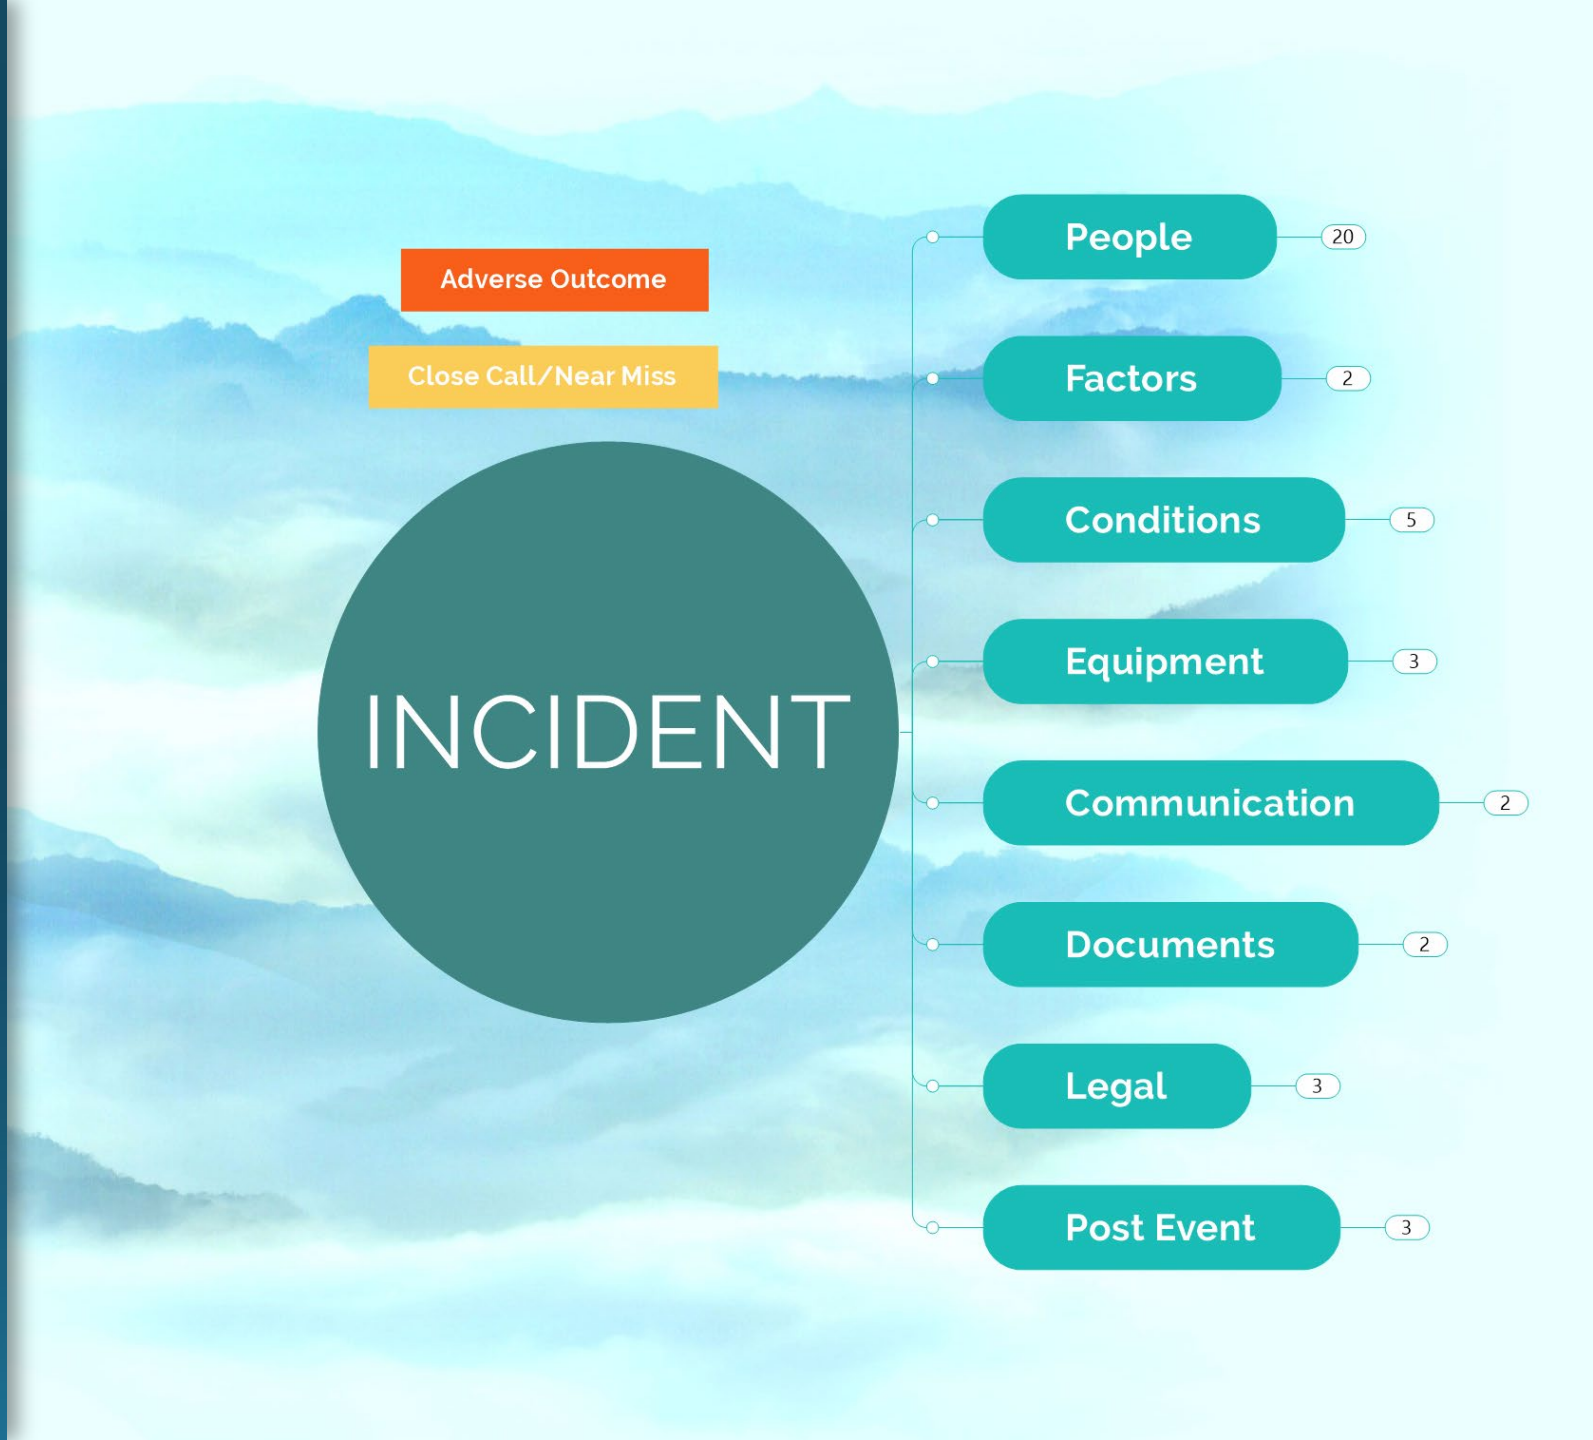 Adverse Outcome
Close Call/Near Miss
INCIDENT
People
20
Factors
2
Conditions
5
Equipment
3
Communication
2
Documents
2
Legal
3
Post Event
3